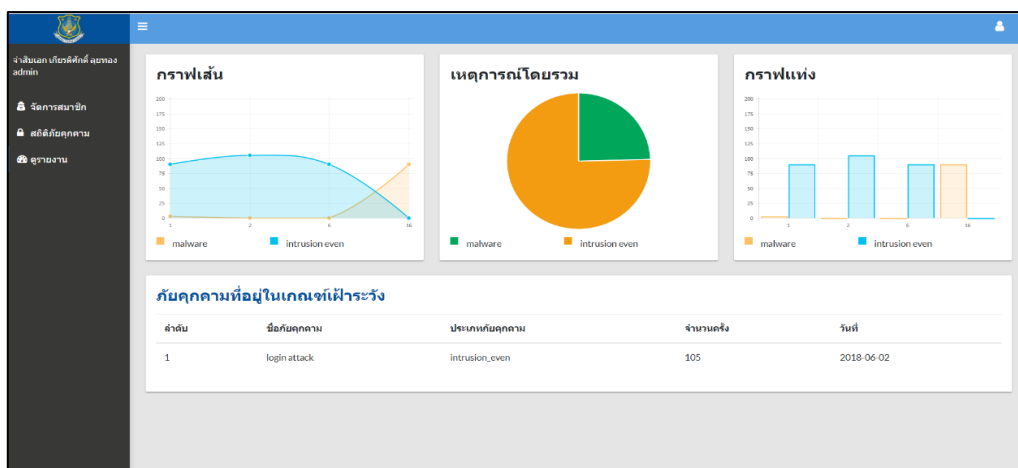 จ่าสิบเอก เกียรติศักดิ์ ลุยทอง
admin
จัดการสมาชิก
สถิติภัยคุกคาม
ดูรายงาน
กราฟเส้น
200
175
150
125
100
75
50
25
0
1 2 6 16
malware intrusion even
เหตุการณ์โดยรวม
malware intrusion even
กราฟแท่ง
200
175
150
125
100
75
50
25
0
1 2 6 16
malware intrusion even
ภัยคุกคามที่อยู่ในเกณฑ์เฝ้าระวัง
ลำดับ ชื่อภัยคุกคาม ประเภทภัยคุกคาม จำนวนครั้ง วันที่
1 login attack intrusion_even 105 2018-06-02